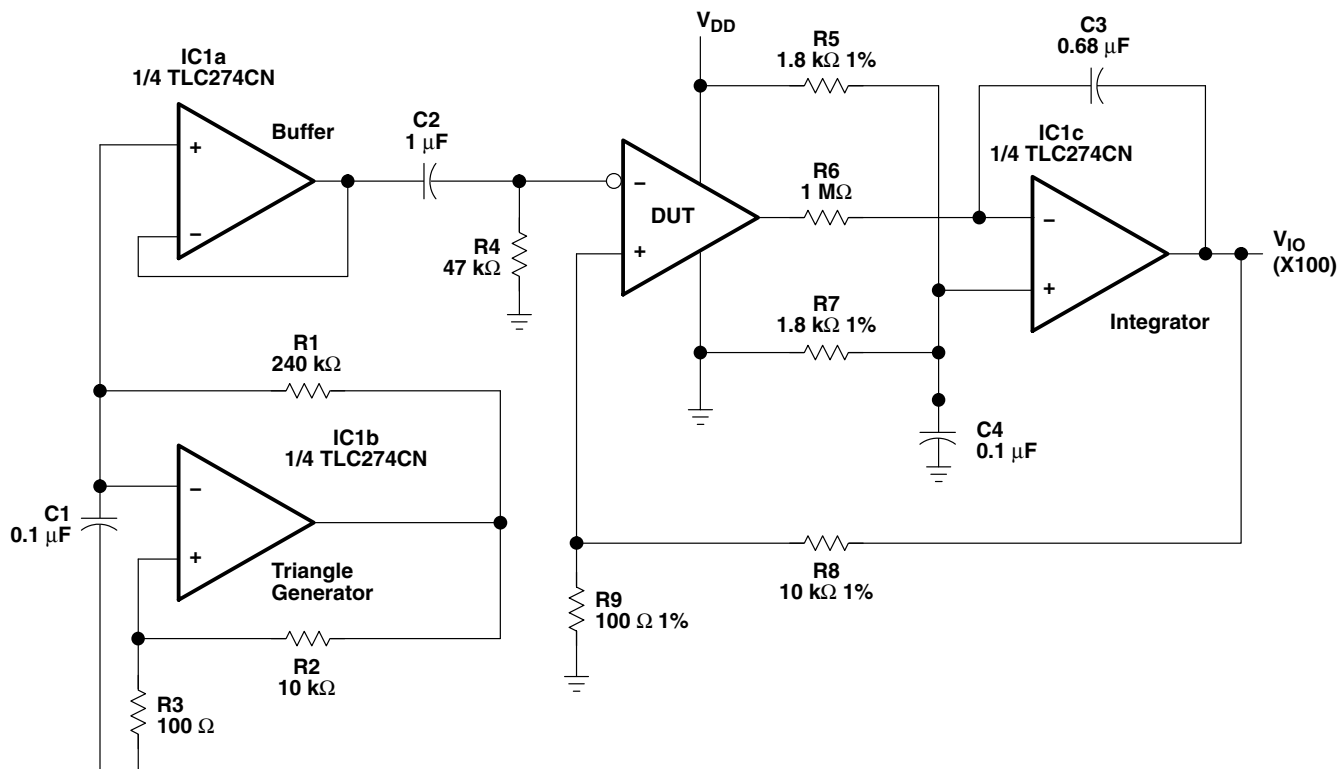 IC1a
1/4 TLC274CN
Buffer
+
−
C2
1 μF
R4
47 kΩ
VDD
R5
1.8 kΩ 1%
C3
0.68 μF
IC1c
1/4 TLC274CN
−
DUT
+
R6
1 MΩ
−
+
VIO
(X100)
Integrator
R7
1.8 kΩ 1%
C4
0.1 μF
R1
240 kΩ
IC1b
1/4 TLC274CN
C1
0.1 μF
−
+
Triangle
Generator
R2
10 kΩ
R3
100 Ω
R8
10 kΩ 1%
R9
100 Ω 1%